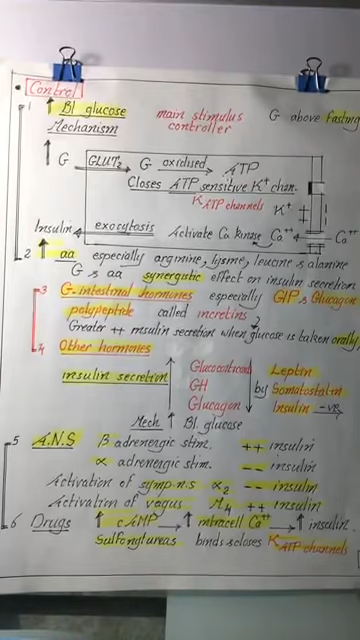 • Control
1 ↑ Bl glucose main stimulus G above fasting
Mechanism controller
↑ G GLUT2 → G oxidised → ATP
Closes ATP sensitive K+ chan.
K ATP channels
K+
Insulin ← exocytosis Activate Ca kinase Ca++ ← Ca++
2 ↑ aa especially arginine, lysine, leucine & alanine
G & aa synergistic effect on insulin secretion
3 G-intestinal hormones especially GIP & Glucagon
polypeptide called incretins
Greater ++ insulin secretion when glucose is taken orally
4 Other hormones
insulin secretion ↑ Glucocorticoid ↓ by Leptin
GH Somatostatin
Glucagon Insulin -ve
Mech ↑ Bl. glucose
5 A.N.S β adrenergic stim. ++ insulin
α adrenergic stim. -- insulin
Activation of symp.n.s α2 -- insulin
Activation of vagus M4 ++ insulin
6 Drugs ↑ cAMP → ↑ intracell Ca++ → ↑ insulin.
Sulfonylureas binds & closes K ATP channels